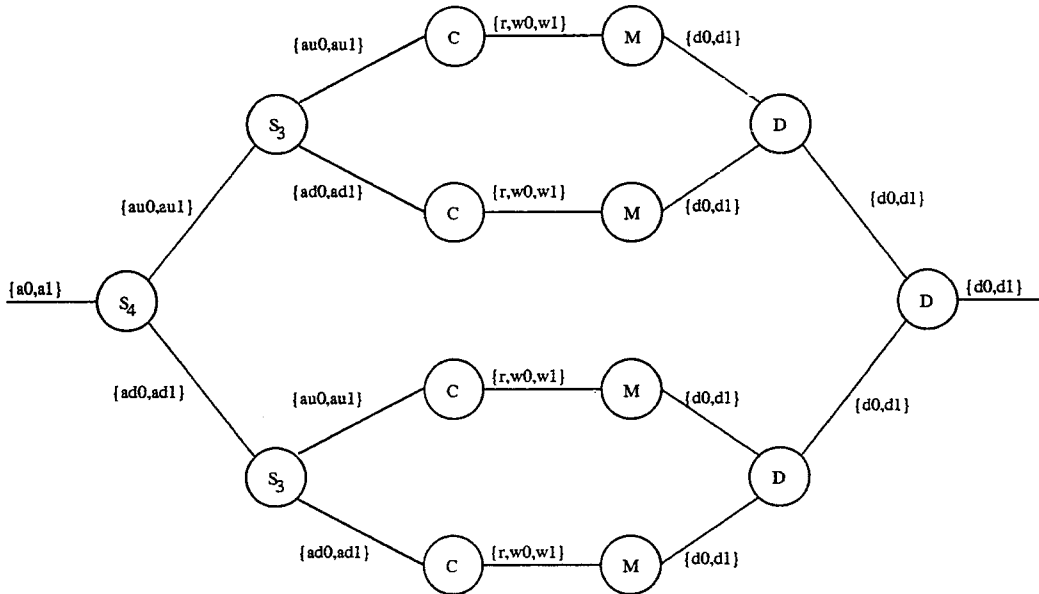 {au0,au1} C {r,w0,w1} M {d0,d1}
S3 D
{ad0,ad1} C {r,w0,w1} M {d0,d1}
{au0,au1} {d0,d1}
{a0,a1} S4 D {d0,d1}
{ad0,ad1} {au0,au1} C {r,w0,w1} M {d0,d1} {d0,d1}
S3 D
{ad0,ad1} C {r,w0,w1} M {d0,d1}